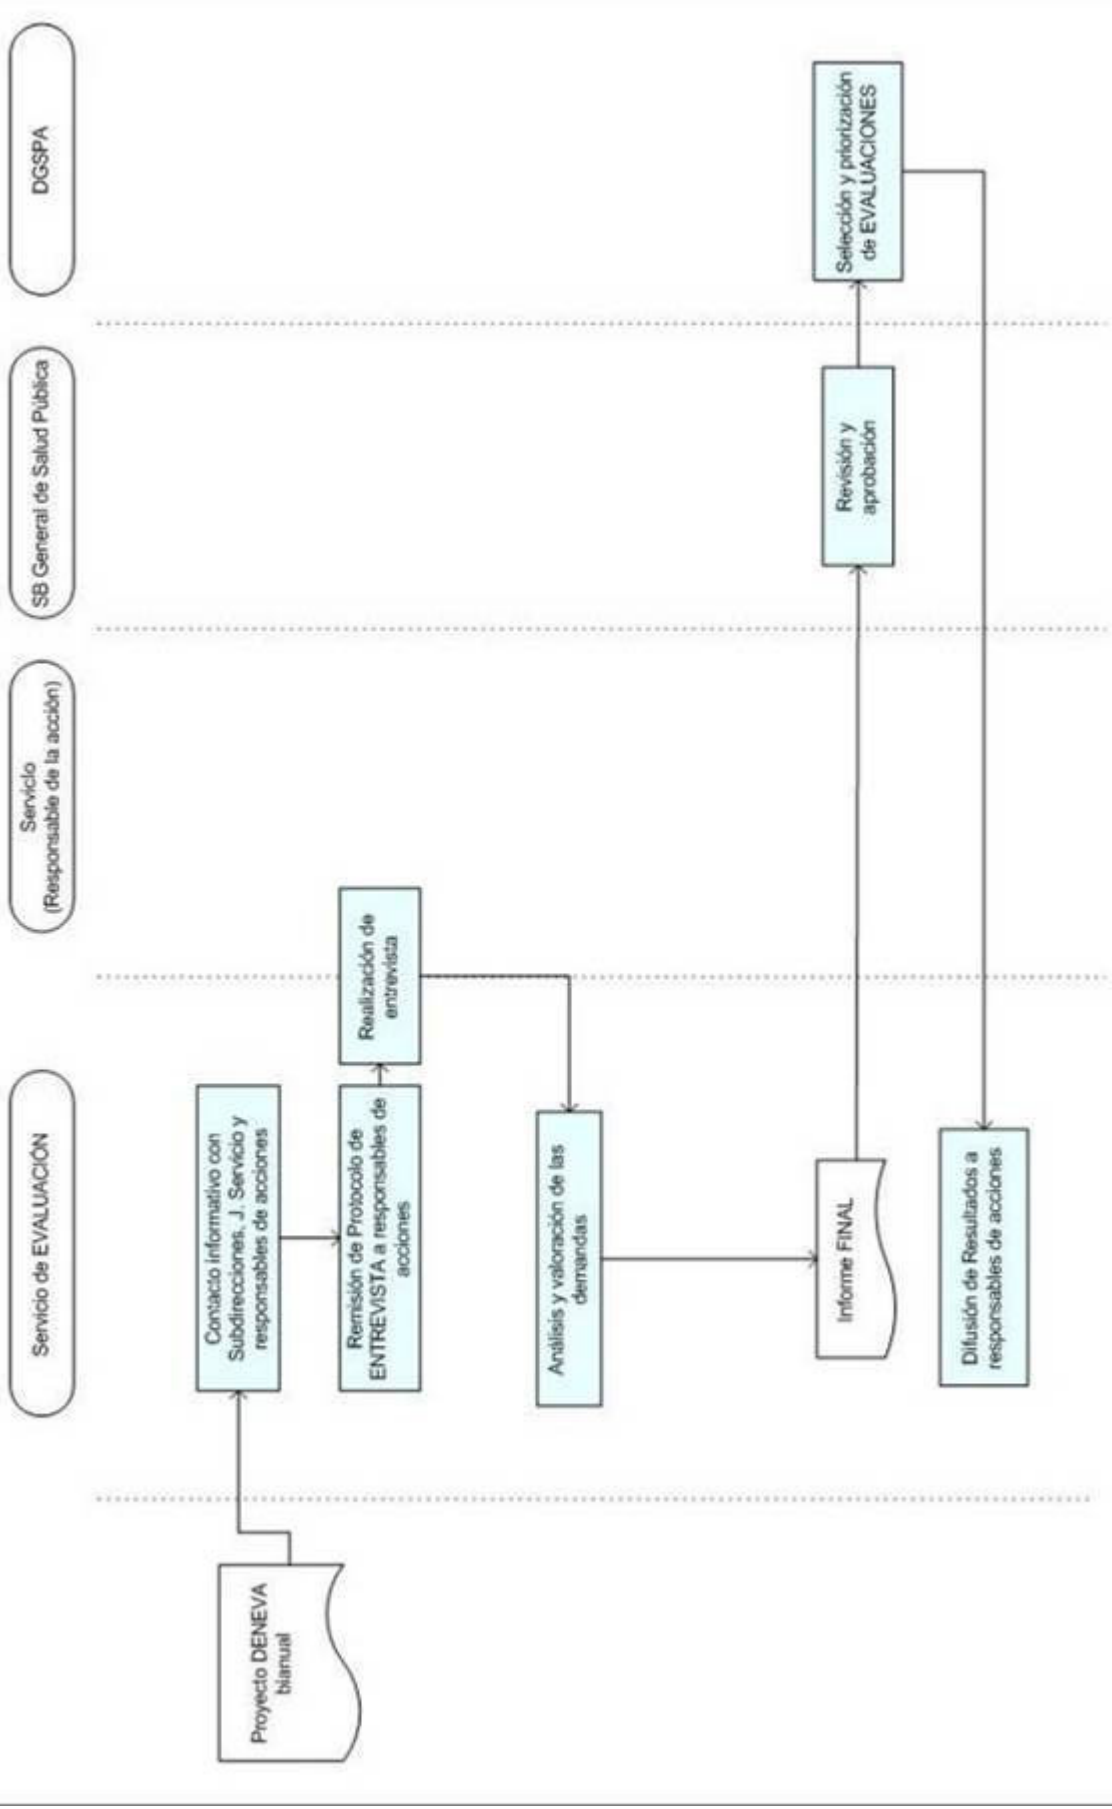 Servicio de EVALUACIÓN
Servicio
(Responsable de la acción)
SB General de Salud Pública
DGSPA
Proyecto DENEVA
bianual
Contacto informativo con
Subdirecciones, J. Servicio y
responsables de acciones
Remisión de Protocolo de
ENTREVISTA a responsables de
acciones
Realización de
entrevista
Análisis y valoración de las
demandas
Informe FINAL
Revisión y
aprobación
Selección y priorización
de EVALUACIONES
Difusión de Resultados a
responsables de acciones